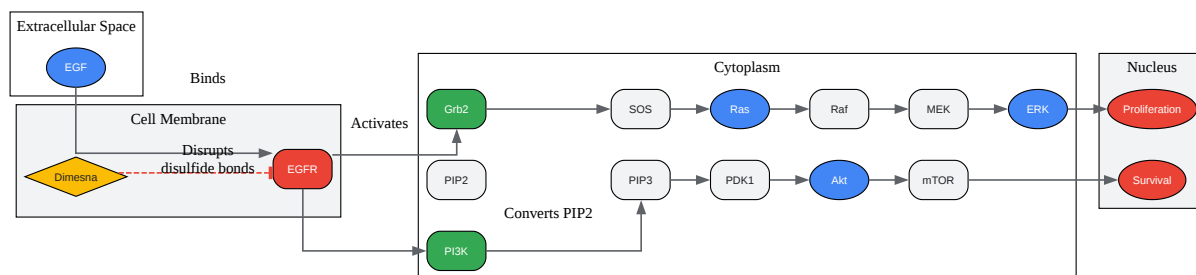 Extracellular Space
EGF
Binds
Cell Membrane
Disrupts
disulfide bonds
Dimesna
EGFR
Activates
Cytoplasm
Grb2
SOS
Ras
Raf
MEK
ERK
PIP2
PIP3
PDK1
Akt
mTOR
Converts PIP2
PI3K
Nucleus
Proliferation
Survival